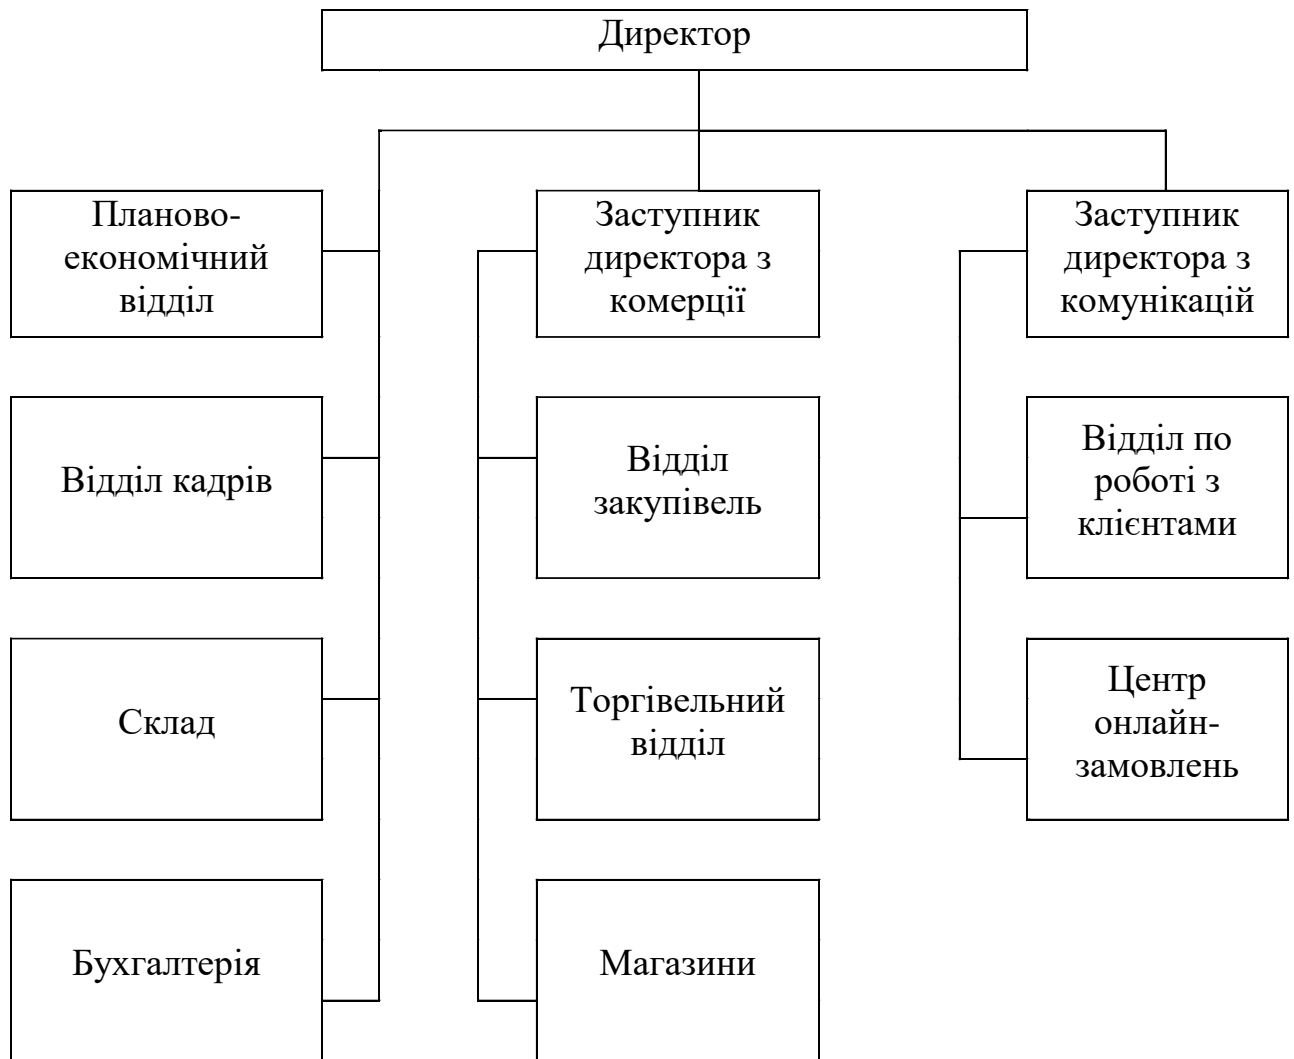 Директор
Планово-
економічний
відділ
Заступник
директора з
комерції
Заступник
директора з
комунікацій
Відділ кадрів
Відділ
закупівель
Відділ по
роботі з
клієнтами
Склад
Торгівельний
відділ
Центр
онлайн-
замовлень
Бухгалтерія
Магазини